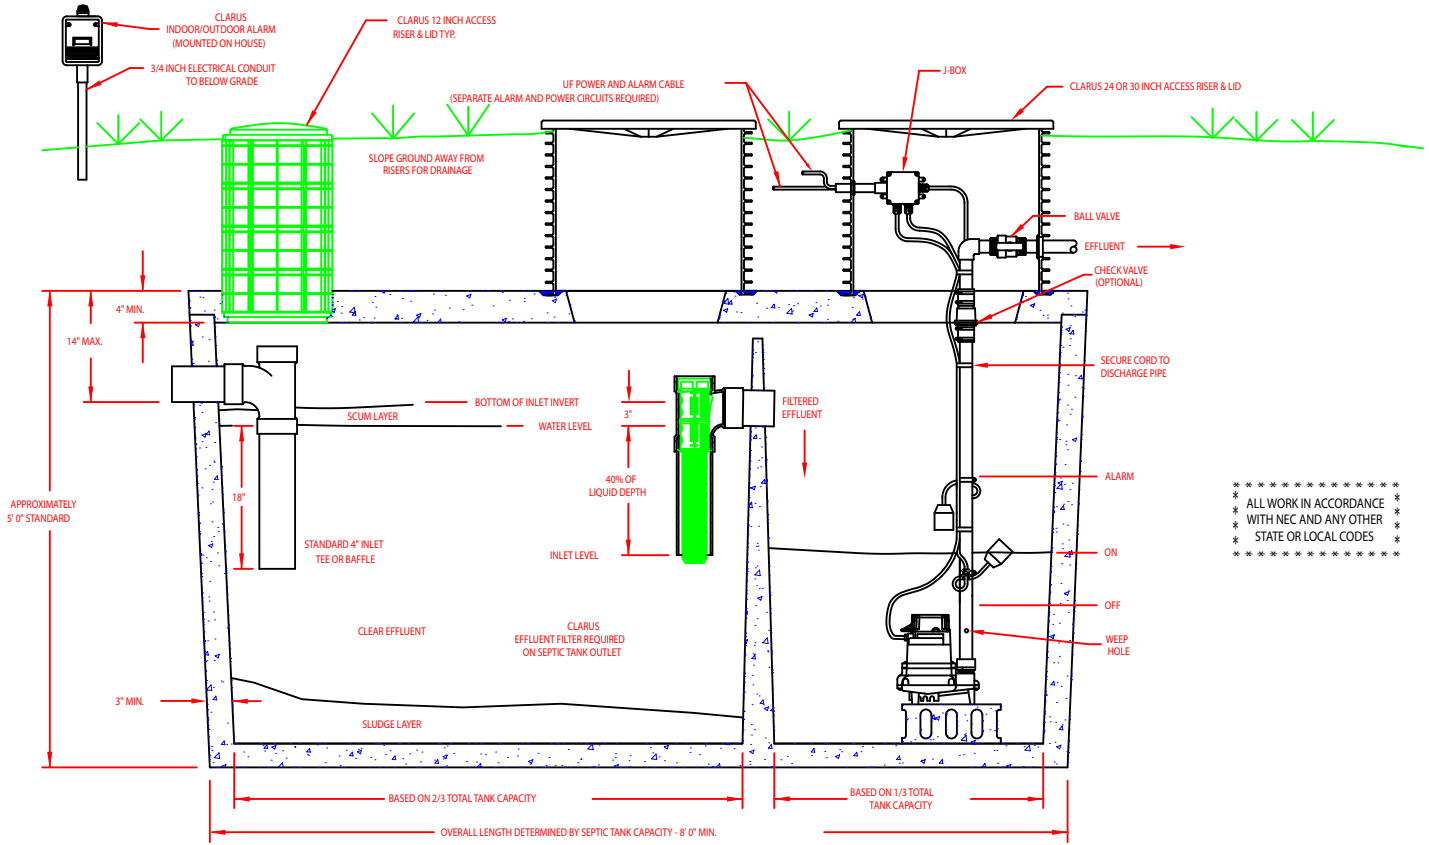 CLARUS
INDOOR/OUTDOOR ALARM
(MOUNTED ON HOUSE)
3/4 INCH ELECTRICAL CONDUIT
TO BELOW GRADE
CLARUS 12 INCH ACCESS
RISER & LID TYP.
UF POWER AND ALARM CABLE
(SEPARATE ALARM AND POWER CIRCUITS REQUIRED)
J-BOX
CLARUS 24 OR 30 INCH ACCESS RISER & LID
SLOPE GROUND AWAY FROM
RISERS FOR DRAINAGE
BALL VALVE
EFFLUENT
CHECK VALVE
(OPTIONAL)
4" MIN.
14" MAX.
SECURE CORD TO
DISCHARGE PIPE
BOTTOM OF INLET INVERT
SCUM LAYER
WATER LEVEL
3"
FILTERED
EFFLUENT
40% OF
LIQUID DEPTH
18"
APPROXIMATELY
5' 0" STANDARD
STANDARD 4" INLET
TEE OR BAFFLE
INLET LEVEL
ALARM
ON
OFF
WEEP
HOLE
* * * * * * * * * * * * *
* ALL WORK IN ACCORDANCE *
* WITH NEC AND ANY OTHER *
* STATE OR LOCAL CODES *
* * * * * * * * * * * * *
CLEAR EFFLUENT
CLARUS
EFFLUENT FILTER REQUIRED
ON SEPTIC TANK OUTLET
3" MIN.
SLUDGE LAYER
BASED ON 2/3 TOTAL TANK CAPACITY
BASED ON 1/3 TOTAL
TANK CAPACITY
OVERALL LENGTH DETERMINED BY SEPTIC TANK CAPACITY - 8' 0" MIN.